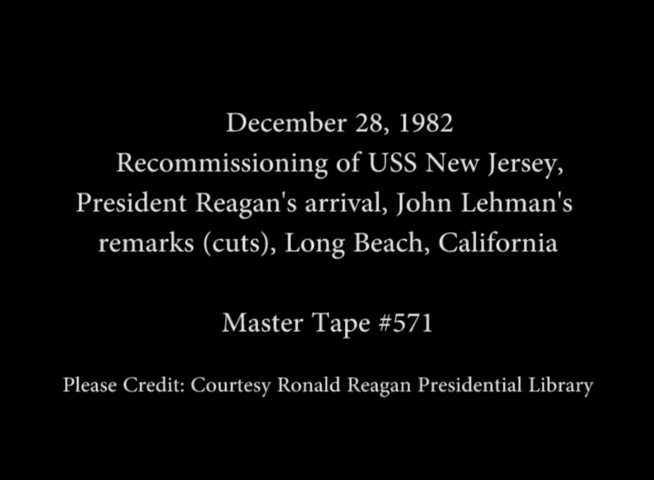 December 28, 1982
Recommissioning of USS New Jersey,
President Reagan's arrival, John Lehman's
remarks (cuts), Long Beach, California
Master Tape #571
Please Credit: Courtesy Ronald Reagan Presidential Library